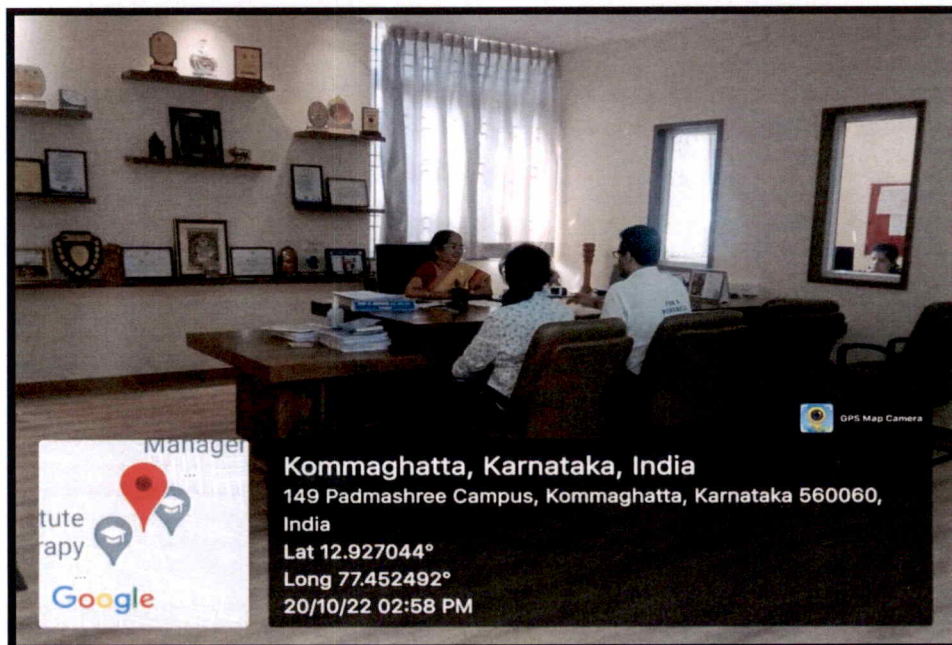 GPS Map Camera
Manager
...
tute
rapy
...
Google
Kommaghatta, Karnataka, India
149 Padmashree Campus, Kommaghatta, Karnataka 560060,
India
Lat 12.927044°
Long 77.452492°
20/10/22 02:58 PM